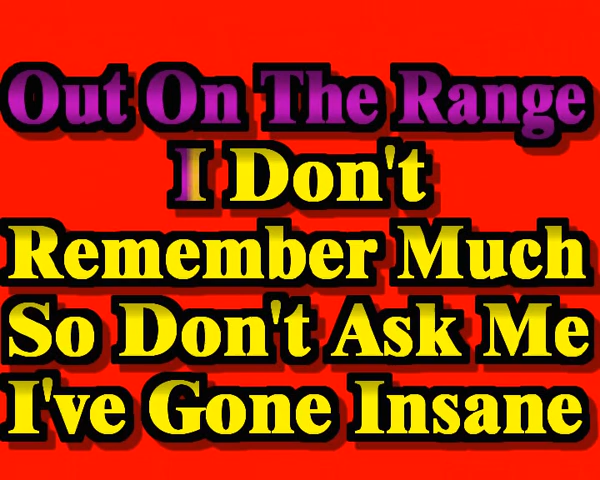 Out On The Range
I Don't
Remember Much
So Don't Ask Me
I've Gone Insane